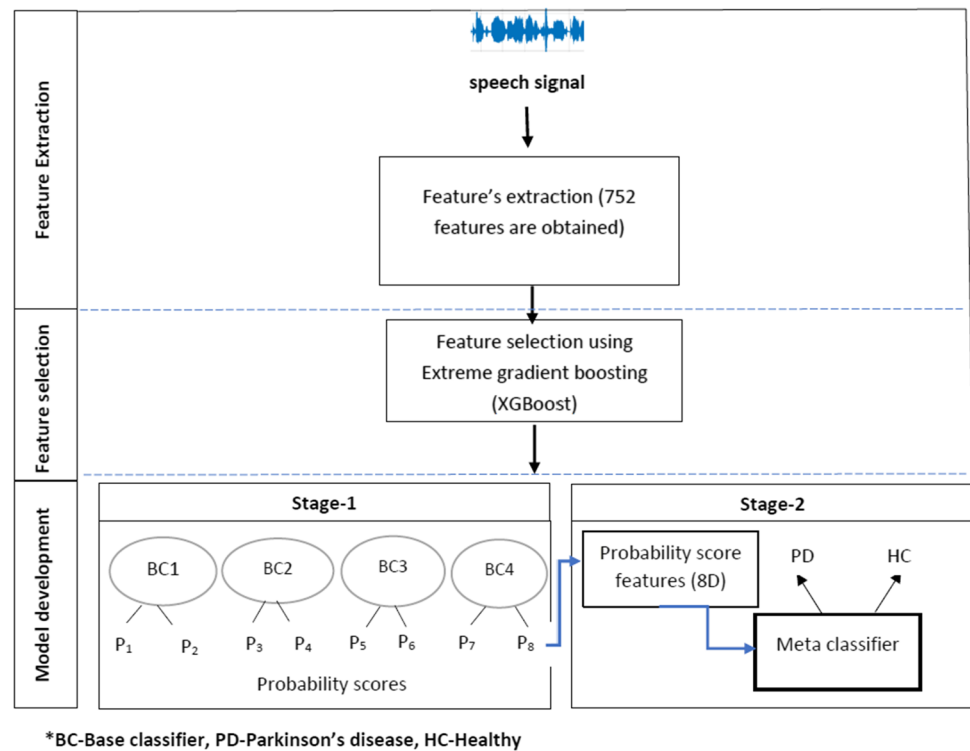 Feature Extraction
speech signal
Feature's extraction (752
features are obtained)
Feature selection
Feature selection using
Extreme gradient boosting
(XGBoost)
Model development
Stage-1
BC1 BC2 BC3 BC4
P1 P2 P3 P4 P5 P6 P7 P8
Probability scores
Stage-2
Probability score
features (8D)
PD HC
Meta classifier
*BC-Base classifier, PD-Parkinson's disease, HC-Healthy